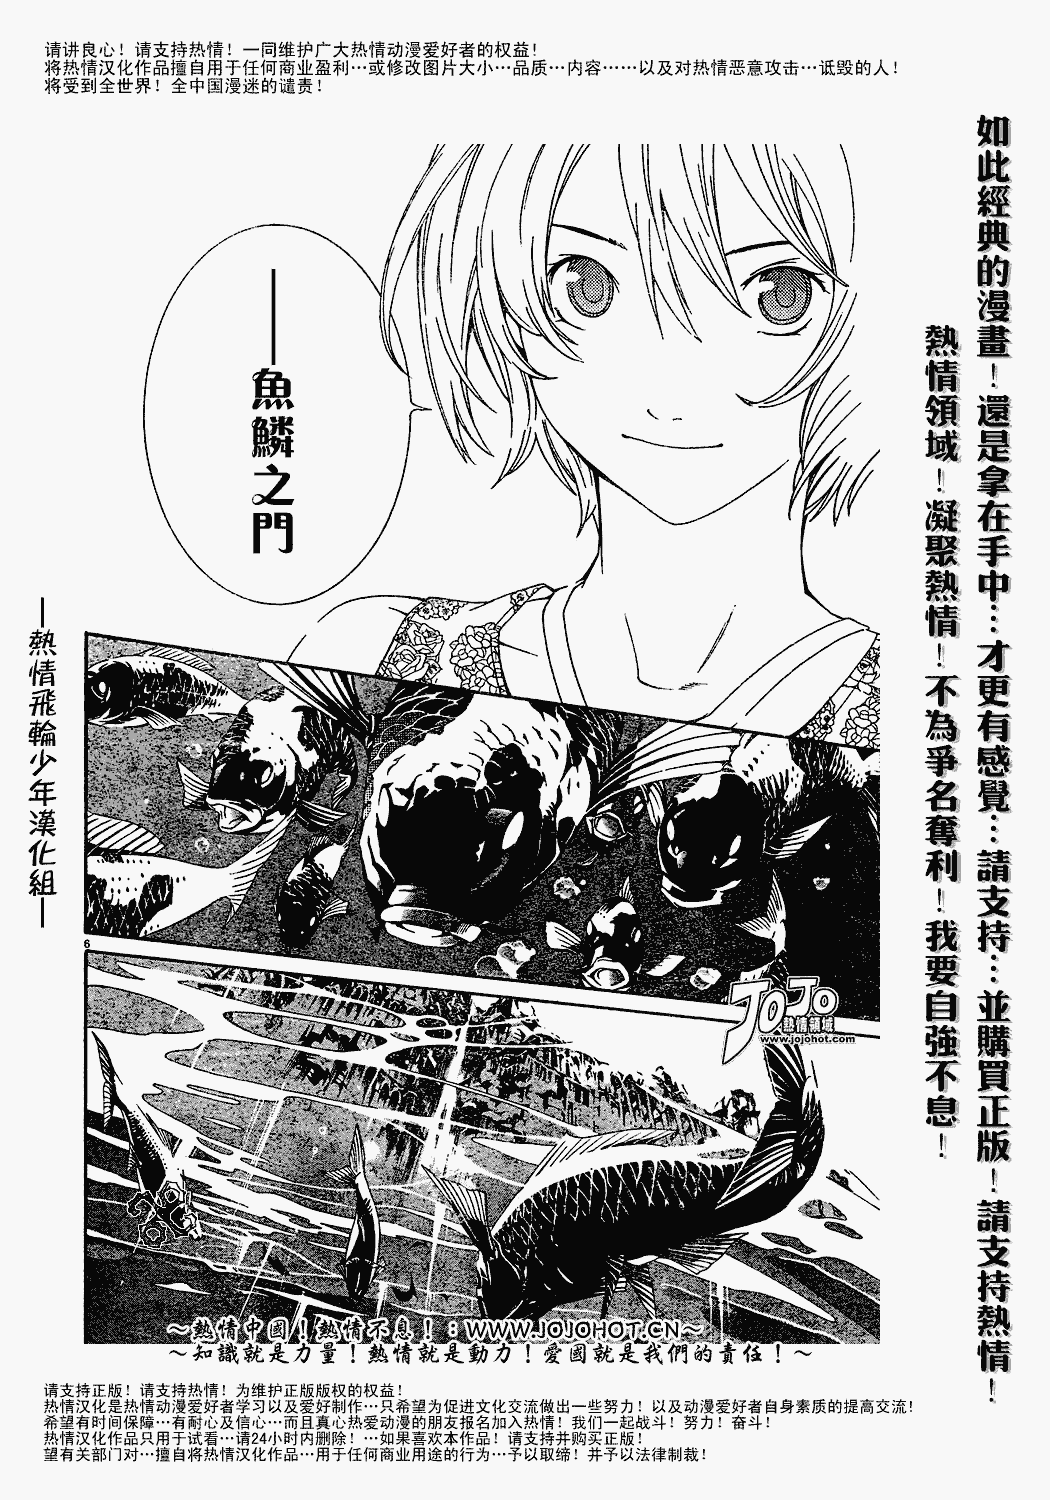 请讲良心！请支持热情！一同维护广大热情动漫爱好者的权益！
将热情汉化作品擅自用于任何商业盈利…或修改图片大小…品质…内容……以及对热情恶意攻击…诋毁的人！
将受到全世界！全中国漫迷的谴责！
如此經典的漫畫！還是拿在手中…才更有感覺…請支持…並購買正版！請支持熱情！
熱情領域！凝聚熱情！不為爭名奪利！我要自強不息！
——魚鱗之門
—熱情飛輪少年漢化組—
6
JoJo
熱情領域
www.jojohot.com
～熱情中國！熱情不息！：WWW.JOJOHOT.CN～
～知識就是力量！熱情就是動力！愛國就是我們的責任！～
请支持正版！请支持热情！为维护正版版权的权益！
热情汉化是热情动漫爱好者学习以及爱好制作…只希望为促进文化交流做出一些努力！以及动漫爱好者自身素质的提高交流！
希望有时间保障…有耐心及信心…而且真心热爱动漫的朋友报名加入热情！我们一起战斗！努力！奋斗！
热情汉化作品只用于试看…请24小时内删除！…如果喜欢本作品！请支持并购买正版！
望有关部门对…擅自将热情汉化作品…用于任何商业用途的行为…予以取缔！并予以法律制裁！